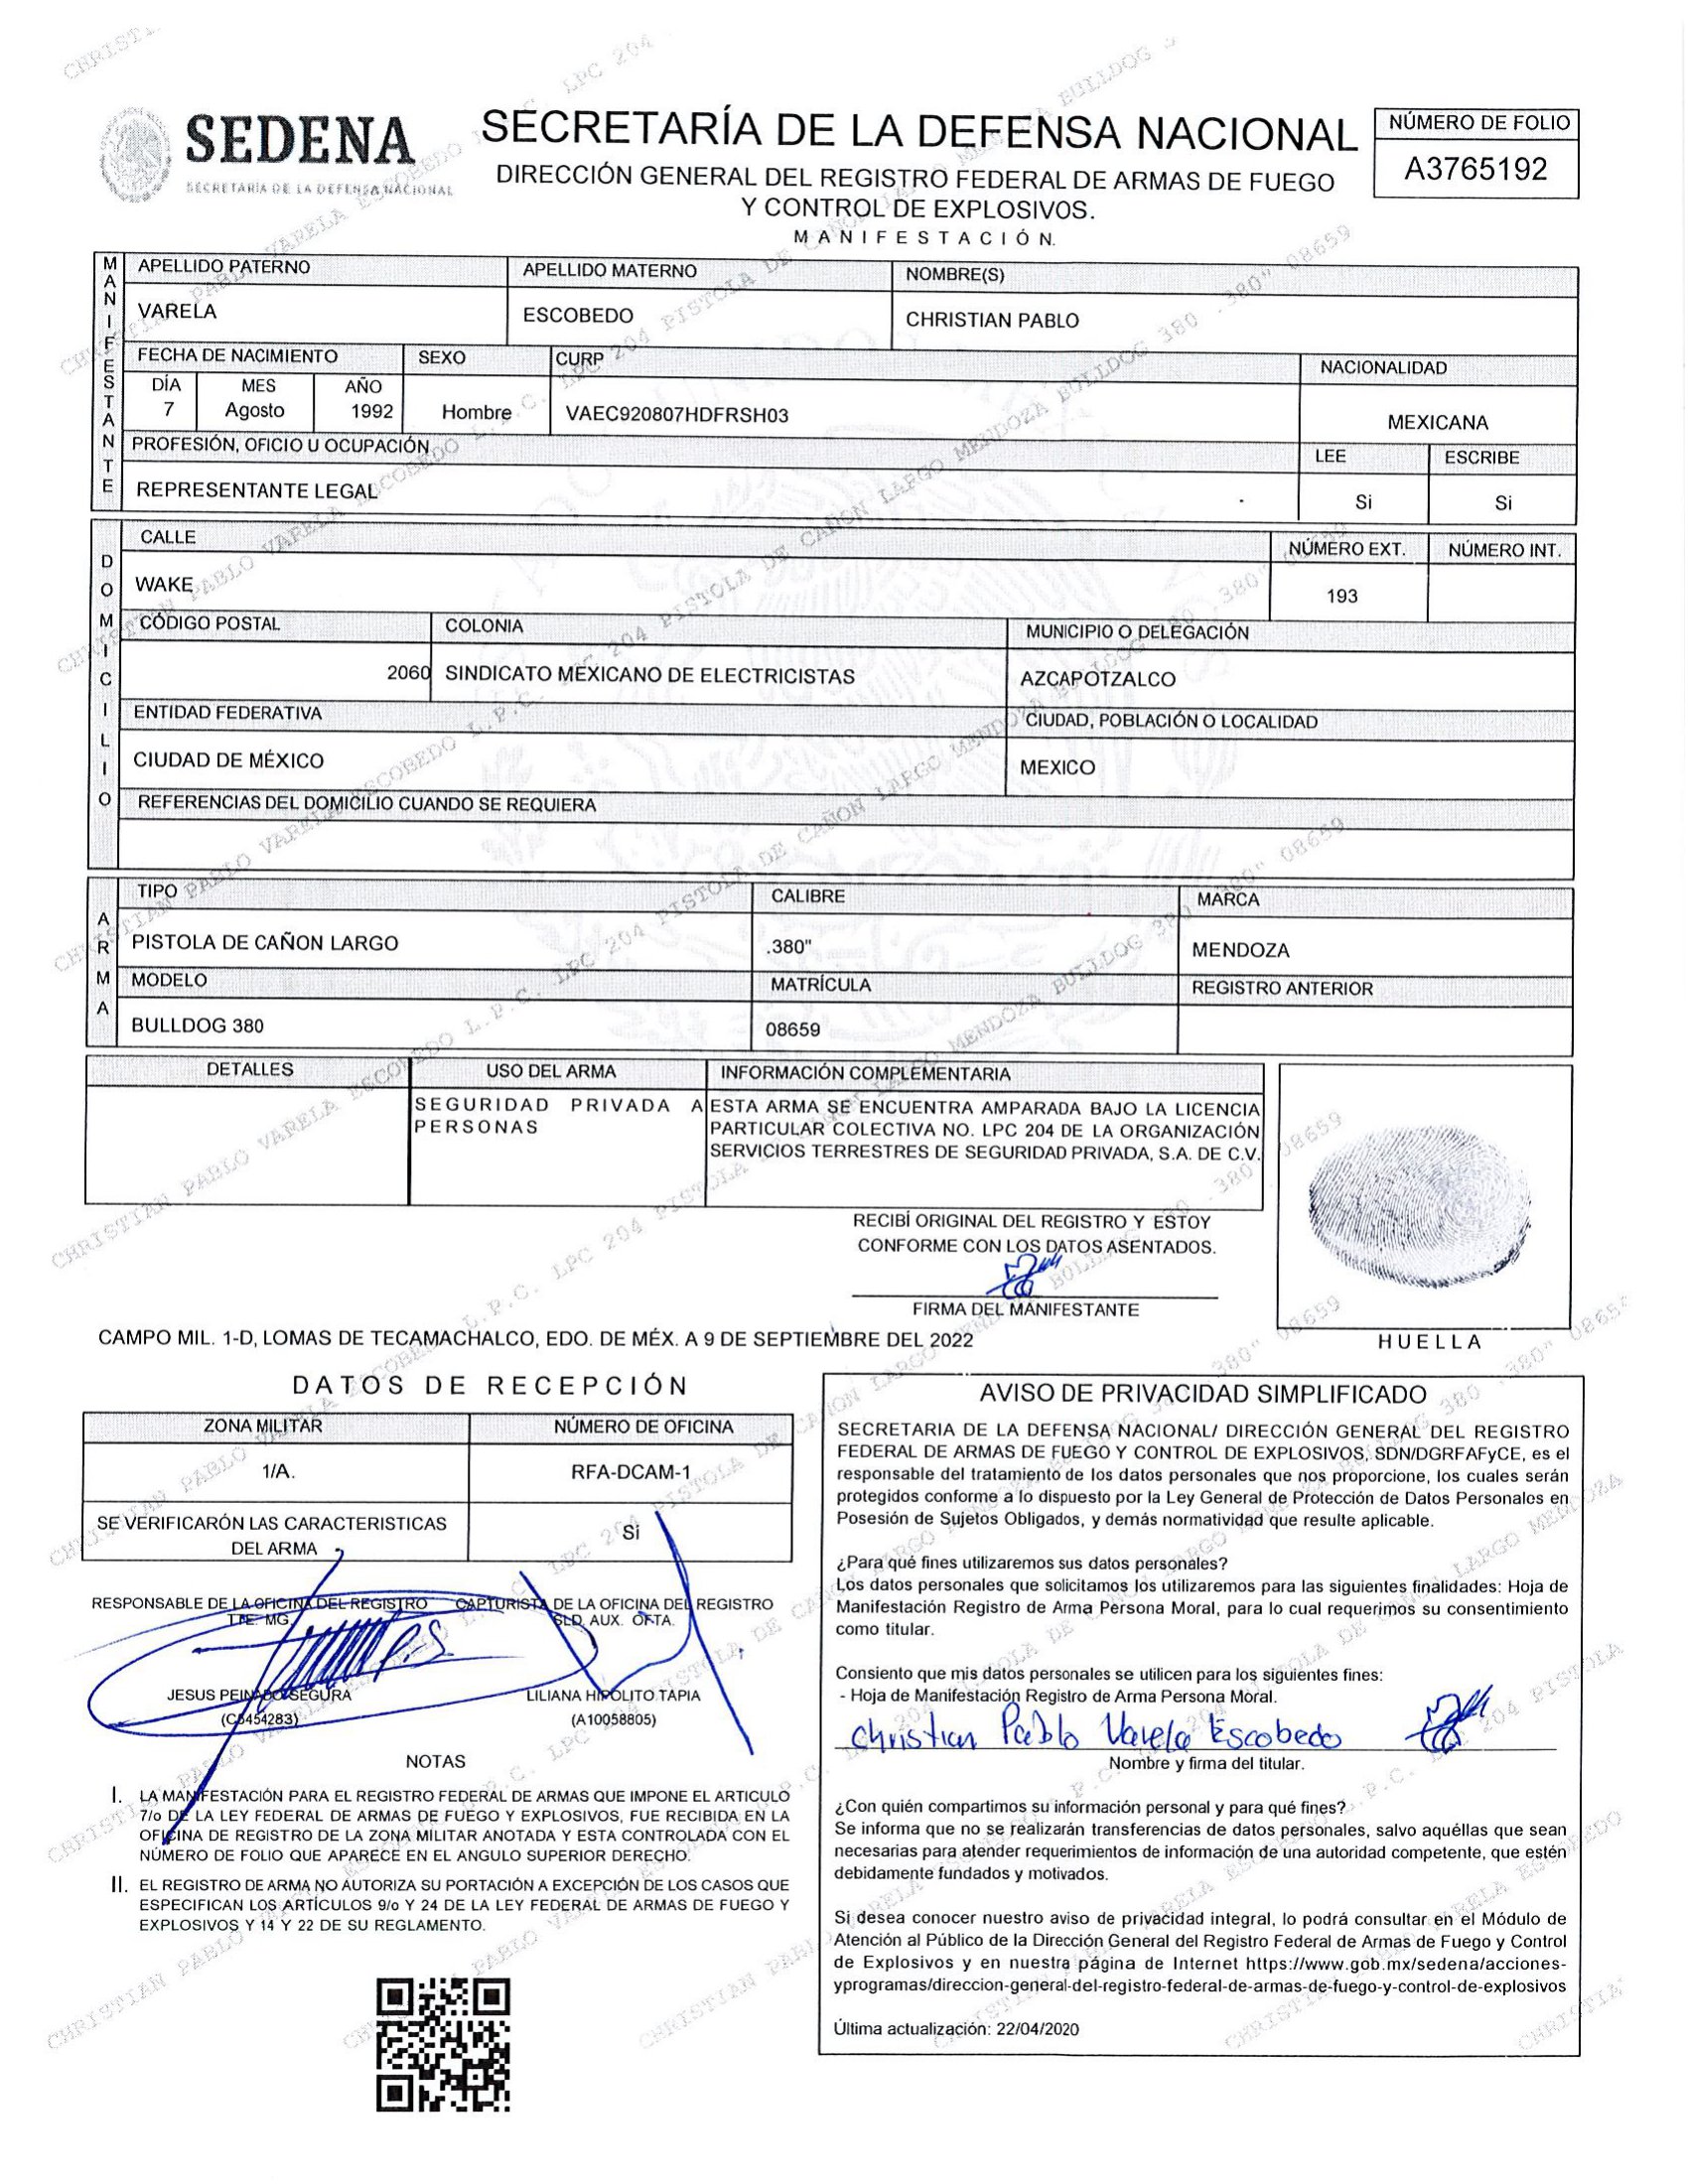 SEDENA
SECRETARÍA DE LA DEFENSA NACIONAL
SECRETARÍA DE LA DEFENSA NACIONAL
DIRECCIÓN GENERAL DEL REGISTRO FEDERAL DE ARMAS DE FUEGO
Y CONTROL DE EXPLOSIVOS.
MANIFESTACIÓN.
NÚMERO DE FOLIO
A3765192
MANIFESTANTE
APELLIDO PATERNO APELLIDO MATERNO NOMBRE(S)
VARELA ESCOBEDO CHRISTIAN PABLO
FECHA DE NACIMIENTO SEXO CURP NACIONALIDAD
DÍA MES AÑO
7 Agosto 1992 Hombre VAEC920807HDFRSH03 MEXICANA
PROFESIÓN, OFICIO U OCUPACIÓN LEE ESCRIBE
REPRESENTANTE LEGAL Si Si
DOMICILIO
CALLE NÚMERO EXT. NÚMERO INT.
WAKE 193
CÓDIGO POSTAL COLONIA MUNICIPIO O DELEGACIÓN
2060 SINDICATO MEXICANO DE ELECTRICISTAS AZCAPOTZALCO
ENTIDAD FEDERATIVA CIUDAD, POBLACIÓN O LOCALIDAD
CIUDAD DE MÉXICO MEXICO
REFERENCIAS DEL DOMICILIO CUANDO SE REQUIERA
ARMA
TIPO CALIBRE MARCA
PISTOLA DE CAÑON LARGO .380" MENDOZA
MODELO MATRÍCULA REGISTRO ANTERIOR
BULLDOG 380 08659
DETALLES USO DEL ARMA INFORMACIÓN COMPLEMENTARIA
SEGURIDAD PRIVADA A PERSONAS
ESTA ARMA SE ENCUENTRA AMPARADA BAJO LA LICENCIA
PARTICULAR COLECTIVA NO. LPC 204 DE LA ORGANIZACIÓN
SERVICIOS TERRESTRES DE SEGURIDAD PRIVADA, S.A. DE C.V.
RECIBÍ ORIGINAL DEL REGISTRO Y ESTOY
CONFORME CON LOS DATOS ASENTADOS.
FIRMA DEL MANIFESTANTE
HUELLA
CAMPO MIL. 1-D, LOMAS DE TECAMACHALCO, EDO. DE MÉX. A 9 DE SEPTIEMBRE DEL 2022
DATOS DE RECEPCIÓN
ZONA MILITAR NÚMERO DE OFICINA
1/A. RFA-DCAM-1
SE VERIFICARÓN LAS CARACTERISTICAS
DEL ARMA
Si
RESPONSABLE DE LA OFICINA DEL REGISTRO
TTE. MG.
JESUS PEINADO SEGURA
(C5454283)
CAPTURISTA DE LA OFICINA DEL REGISTRO
SLD. AUX. OFTA.
LILIANA HIPOLITO TAPIA
(A10058805)
NOTAS
I. LA MANIFESTACIÓN PARA EL REGISTRO FEDERAL DE ARMAS QUE IMPONE EL ARTICULO
7/o DE LA LEY FEDERAL DE ARMAS DE FUEGO Y EXPLOSIVOS, FUE RECIBIDA EN LA
OFICINA DE REGISTRO DE LA ZONA MILITAR ANOTADA Y ESTA CONTROLADA CON EL
NÚMERO DE FOLIO QUE APARECE EN EL ANGULO SUPERIOR DERECHO.
II. EL REGISTRO DE ARMA NO AUTORIZA SU PORTACIÓN A EXCEPCIÓN DE LOS CASOS QUE
ESPECIFICAN LOS ARTÍCULOS 9/o Y 24 DE LA LEY FEDERAL DE ARMAS DE FUEGO Y
EXPLOSIVOS Y 14 Y 22 DE SU REGLAMENTO.
AVISO DE PRIVACIDAD SIMPLIFICADO
SECRETARIA DE LA DEFENSA NACIONAL/ DIRECCIÓN GENERAL DEL REGISTRO
FEDERAL DE ARMAS DE FUEGO Y CONTROL DE EXPLOSIVOS, SDN/DGRFAFyCE, es el
responsable del tratamiento de los datos personales que nos proporcione, los cuales serán
protegidos conforme a lo dispuesto por la Ley General de Protección de Datos Personales en
Posesión de Sujetos Obligados, y demás normatividad que resulte aplicable.
¿Para qué fines utilizaremos sus datos personales?
Los datos personales que solicitamos los utilizaremos para las siguientes finalidades: Hoja de
Manifestación Registro de Arma Persona Moral, para lo cual requerimos su consentimiento
como titular.
Consiento que mis datos personales se utilicen para los siguientes fines:
- Hoja de Manifestación Registro de Arma Persona Moral.
Christian Pablo Varela Escobedo
Nombre y firma del titular.
¿Con quién compartimos su información personal y para qué fines?
Se informa que no se realizarán transferencias de datos personales, salvo aquéllas que sean
necesarias para atender requerimientos de información de una autoridad competente, que estén
debidamente fundados y motivados.
Si desea conocer nuestro aviso de privacidad integral, lo podrá consultar en el Módulo de
Atención al Público de la Dirección General del Registro Federal de Armas de Fuego y Control
de Explosivos y en nuestra página de Internet https://www.gob.mx/sedena/acciones-
yprogramas/direccion-general-del-registro-federal-de-armas-de-fuego-y-control-de-explosivos
Última actualización: 22/04/2020